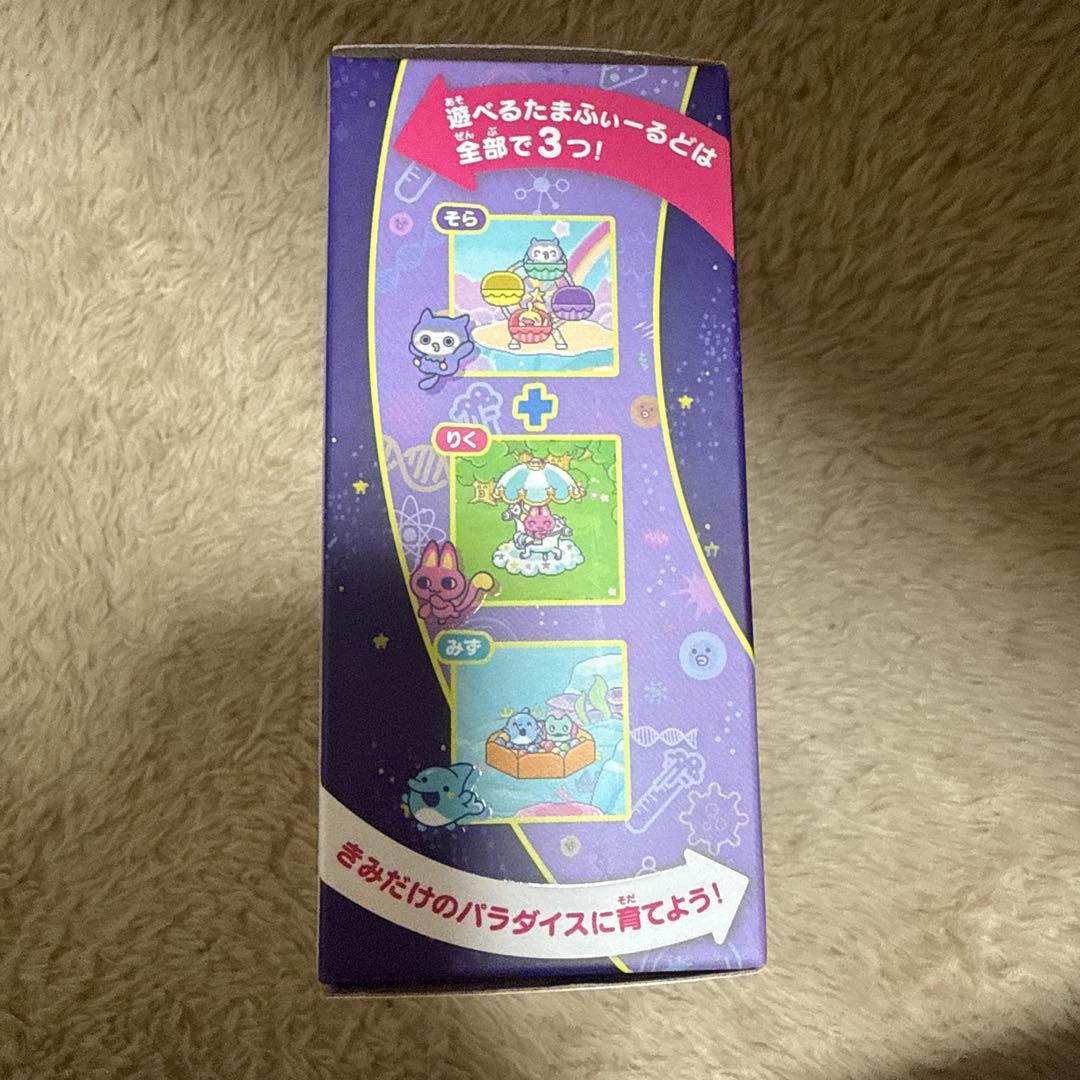 遊べるたまふぃーるどは
全部で3つ!
そら
りく
みず
きみだけのパラダイスに育てよう!